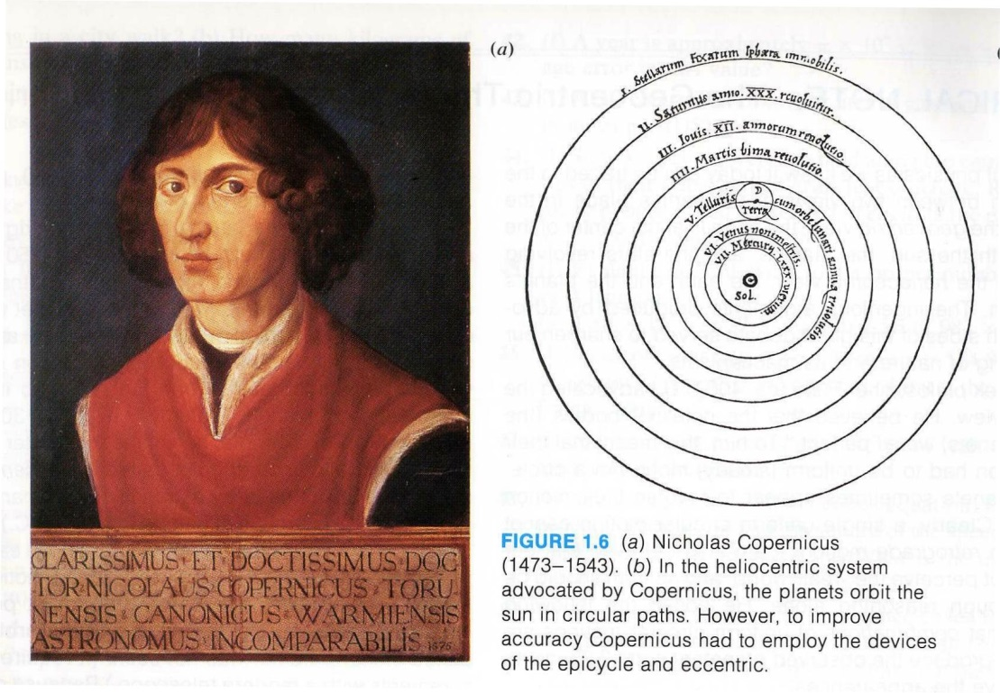 (a)
I. Stellarum Fixarum Sphæra immobilis.
II. Saturnus anno. XXX. reuoluitur.
III. Iouis. XII. annorum reuolutio.
IIII. Martis bima reuolutio.
V. Telluris
Terra
cum orbe lunari annua reuolutio.
VI. Venus nonimestris.
VII. Mercurij. LXXX. dierum.
Sol.
CLARISSIMUS · ET · DOCTISSIMUS · DOC
TOR · NICOLAUS · COPERNICUS · TORU
NENSIS · CANONICUS · WARMIENSIS
ASTRONOMUS · INCOMPARABILIS
FIGURE 1.6 (a) Nicholas Copernicus
(1473–1543). (b) In the heliocentric system
advocated by Copernicus, the planets orbit the
sun in circular paths. However, to improve
accuracy Copernicus had to employ the devices
of the epicycle and eccentric.